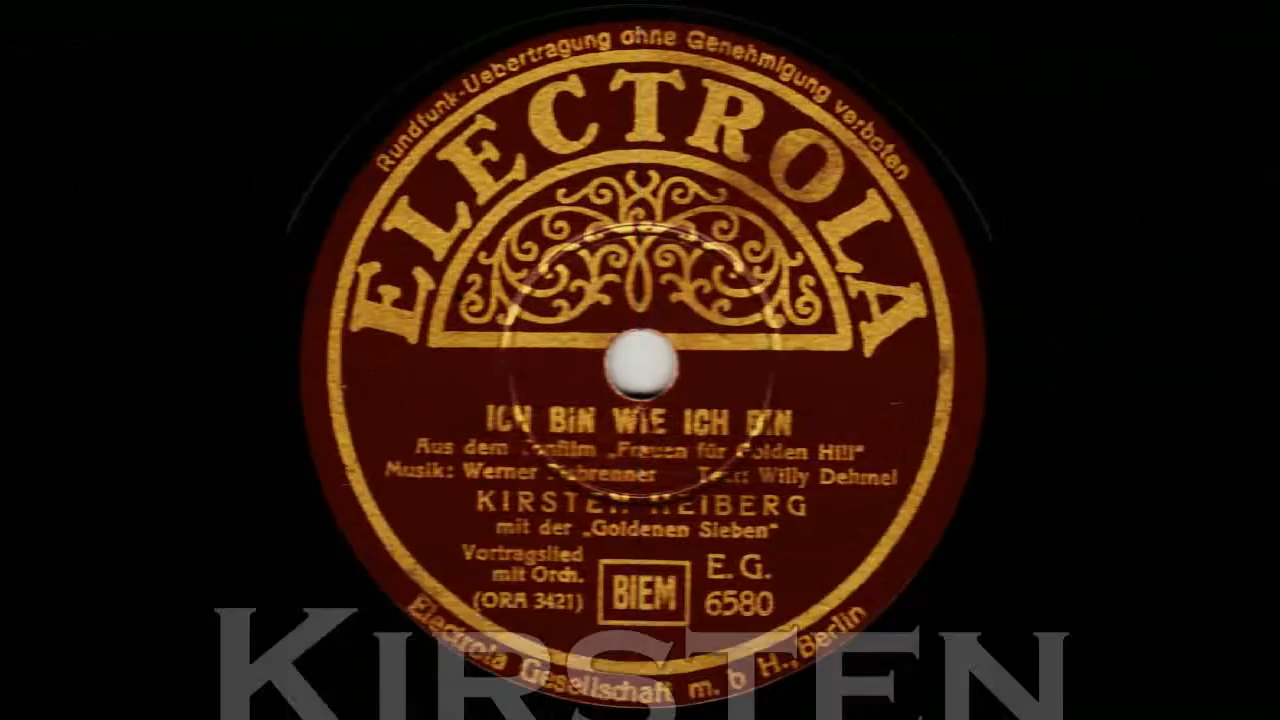 Rundfunk-Uebertragung ohne Genehmigung verboten
ELECTROLA
ICH BIN WIE ICH BIN
Aus dem Tonfilm „Frauen für Golden Hill"
Musik: Werner Text: Willy Dehmel
KIRSTEN HEIBERG
mit der „Goldenen Sieben"
Vortragslied
mit Orch.
(ORA 3421)
BIEM
E.G.
6580
Electrola Gesellschaft m. b H., Berlin
KIRSTEN